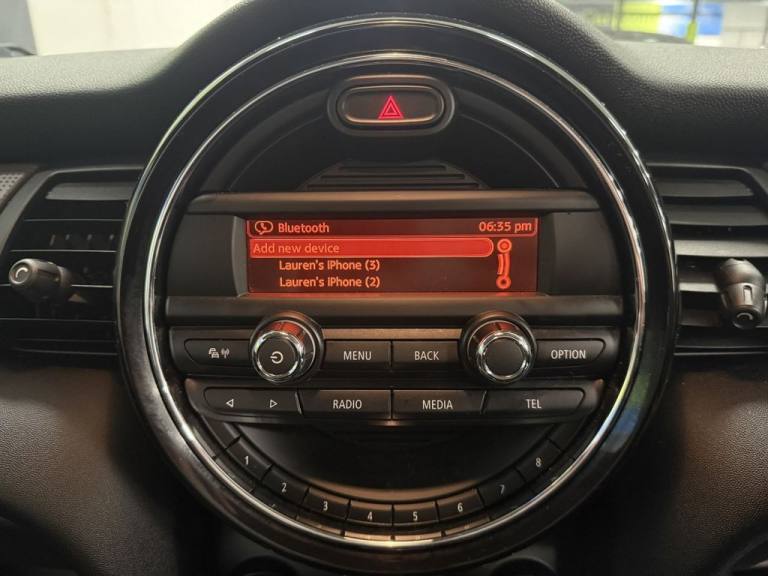 Bluetooth 06:35 pm
Add new device
Lauren's iPhone (3)
Lauren's iPhone (2)
MENU BACK OPTION
RADIO MEDIA TEL
1 2 3 4 5 6 7 8